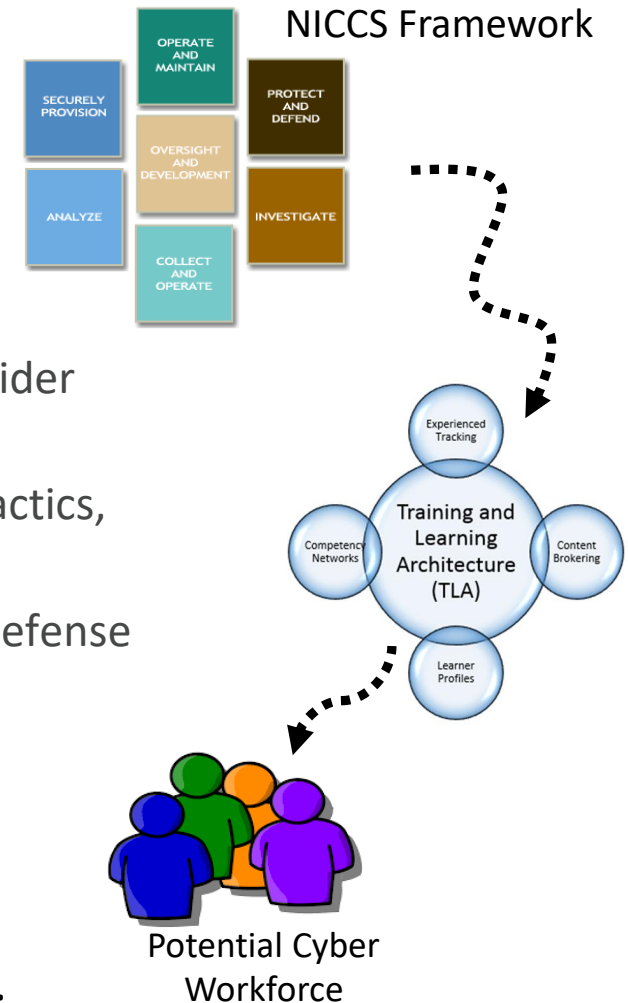 NICCS Framework
OPERATE
AND
MAINTAIN
SECURELY
PROVISION
PROTECT
AND
DEFEND
OVERSIGHT
AND
DEVELOPMENT
ANALYZE
INVESTIGATE
COLLECT
AND
OPERATE
ider
actics,
efense
Experienced
Tracking
Competency
Networks
Training and
Learning
Architecture
(TLA)
Content
Brokering
Learner
Profiles
Potential Cyber
Workforce
.